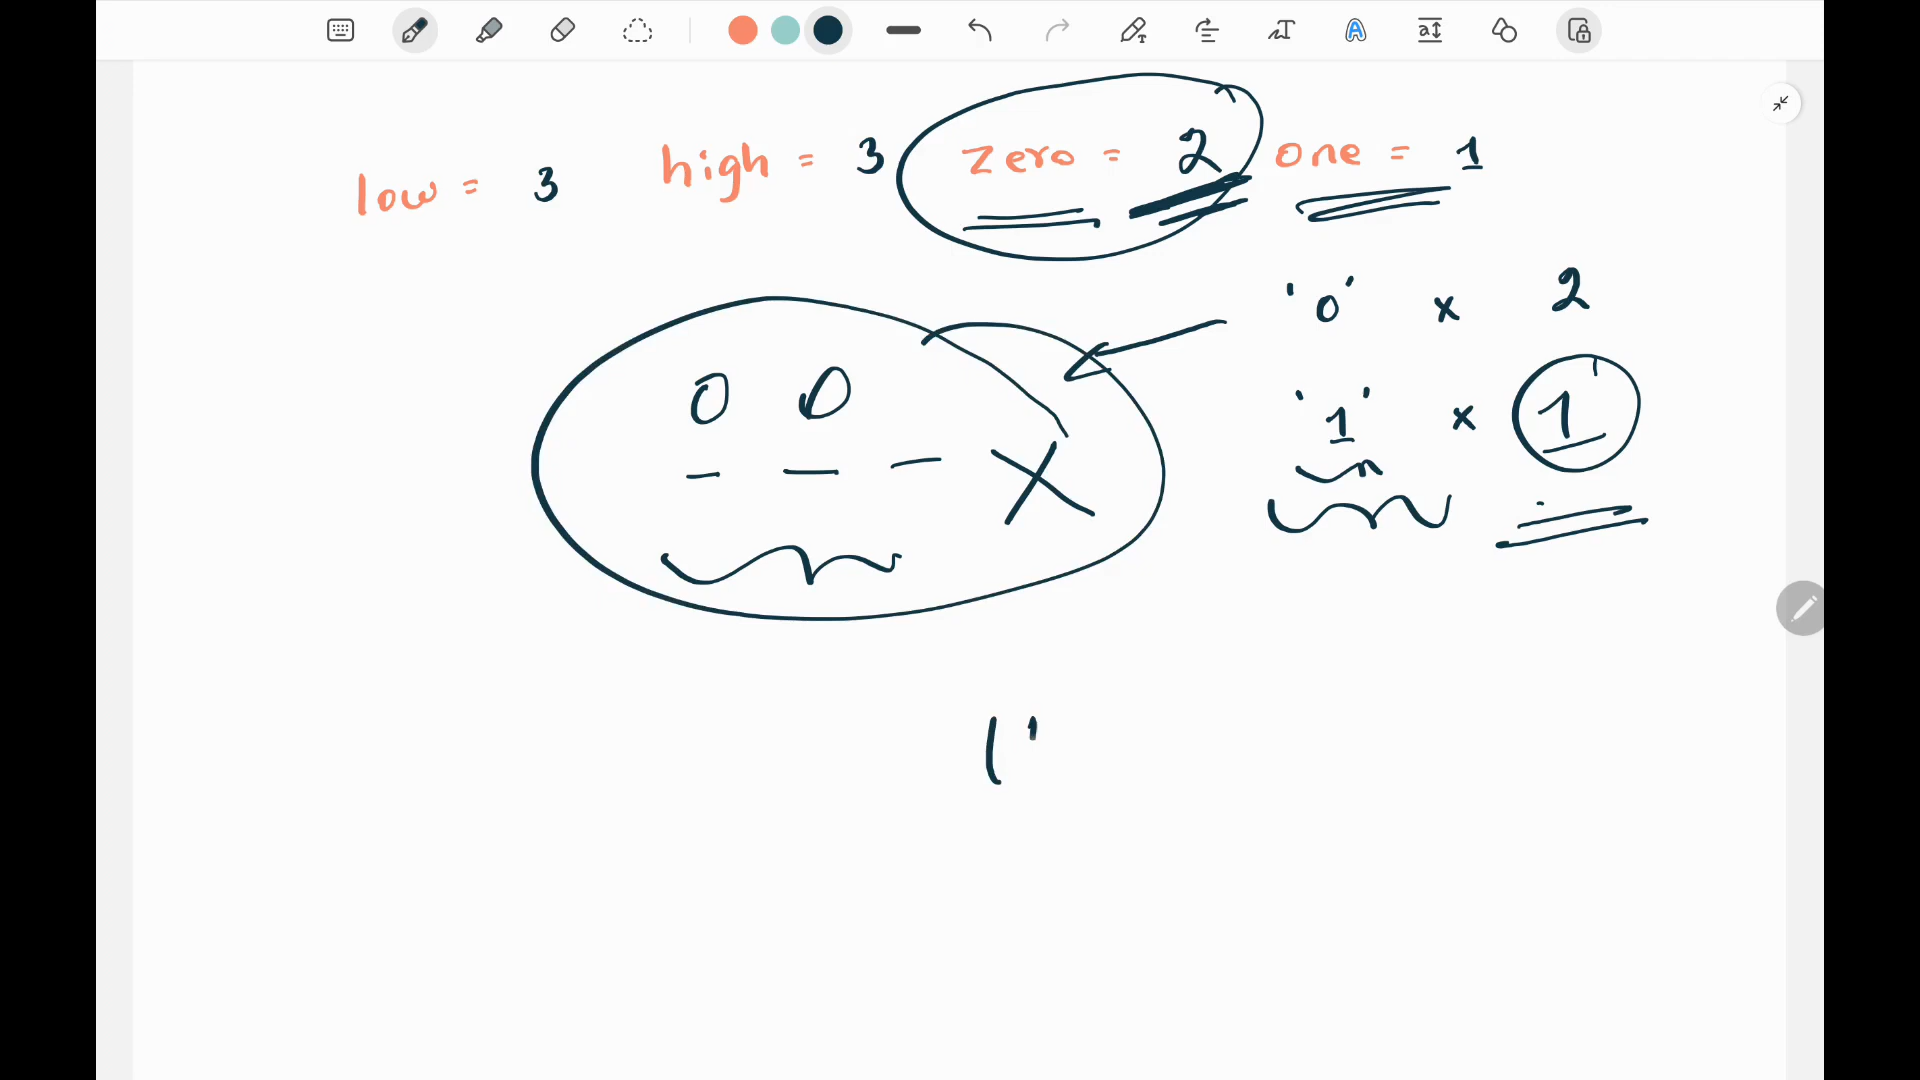 low = 3 high = 3 zero = 2 one = 1
'0' x 2
0 0
'1' x 1
_ _ _ X
( '